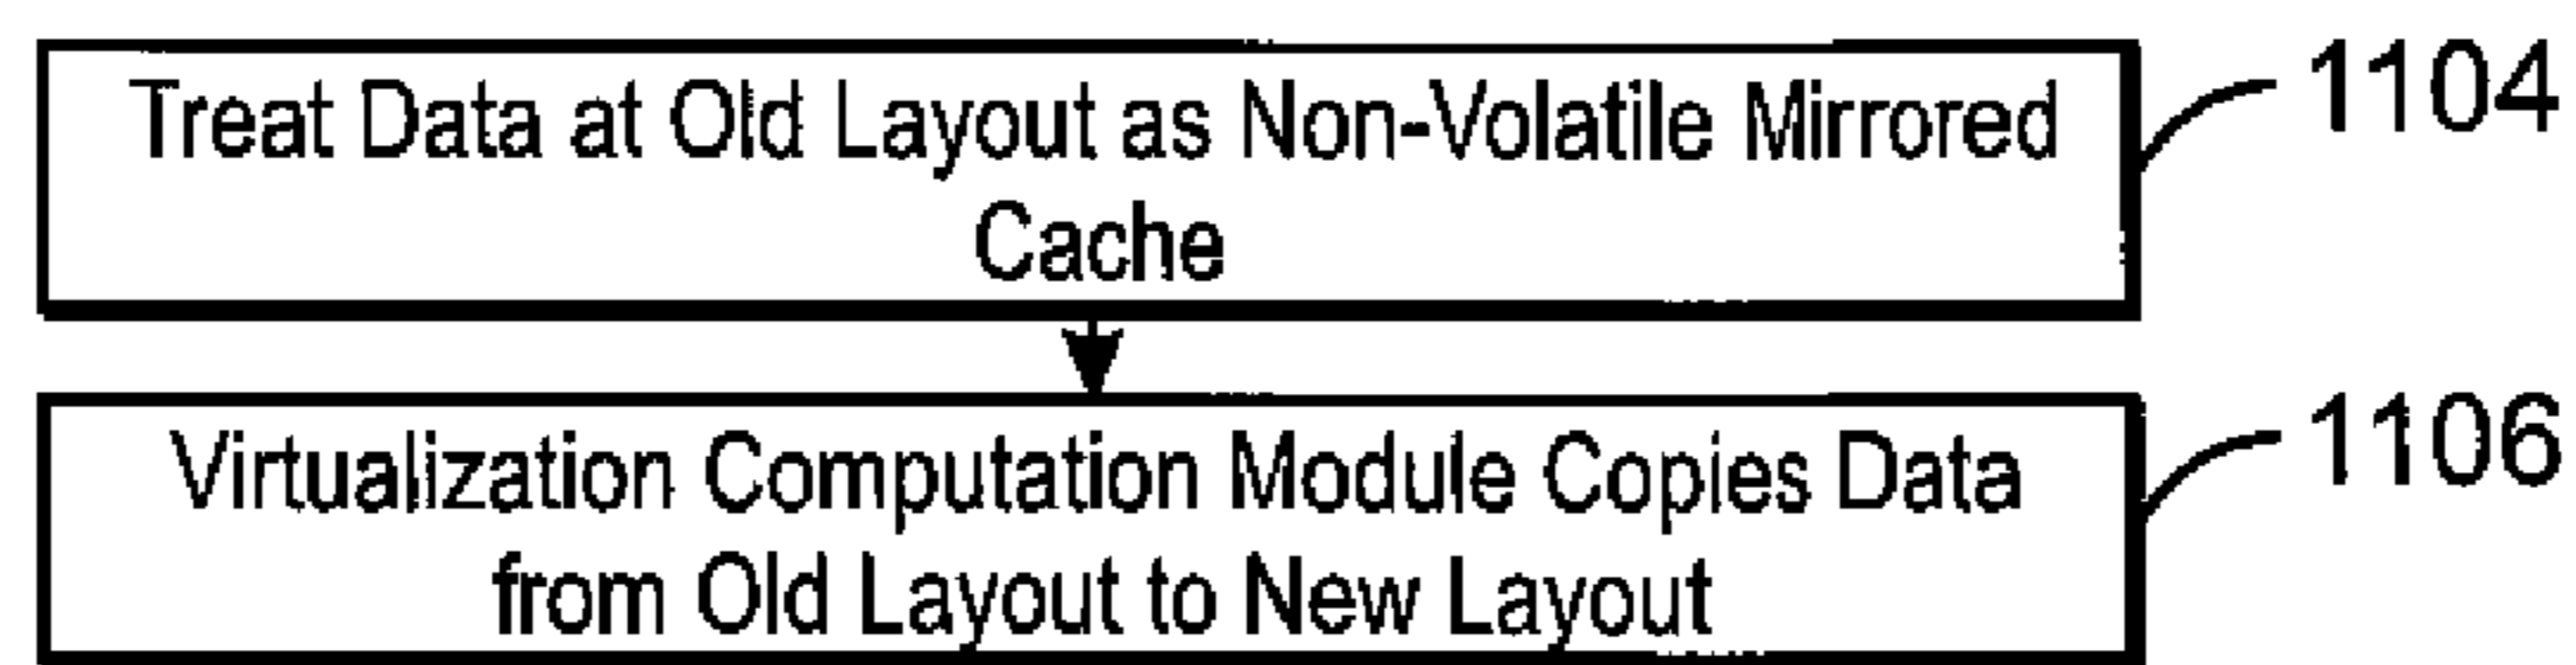 Treat Data at Old Layout as Non-Volatile Mirrored
Cache
1104
Virtualization Computation Module Copies Data
from Old Layout to New Layout
1106